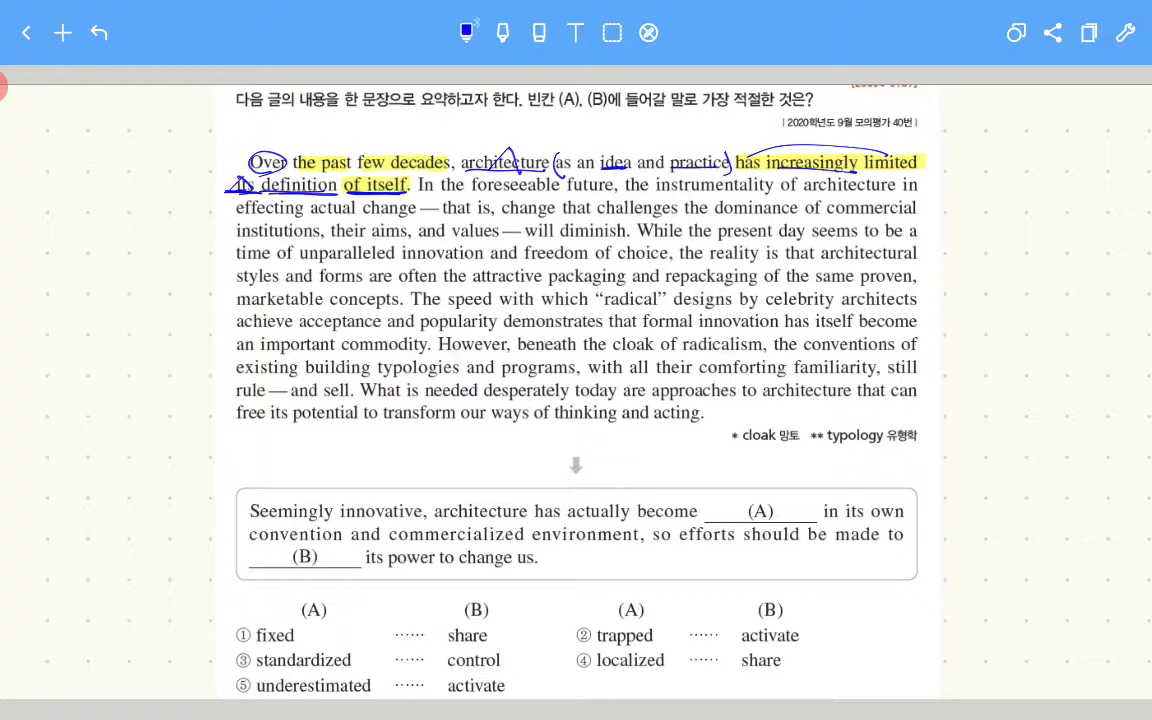 다음 글의 내용을 한 문장으로 요약하고자 한다. 빈칸 (A), (B)에 들어갈 말로 가장 적절한 것은?
| 2020학년도 9월 모의평가 40번 |
Over the past few decades, architecture as an idea and practice has increasingly limited
its definition of itself. In the foreseeable future, the instrumentality of architecture in
effecting actual change — that is, change that challenges the dominance of commercial
institutions, their aims, and values — will diminish. While the present day seems to be a
time of unparalleled innovation and freedom of choice, the reality is that architectural
styles and forms are often the attractive packaging and repackaging of the same proven,
marketable concepts. The speed with which “radical” designs by celebrity architects
achieve acceptance and popularity demonstrates that formal innovation has itself become
an important commodity. However, beneath the cloak of radicalism, the conventions of
existing building typologies and programs, with all their comforting familiarity, still
rule — and sell. What is needed desperately today are approaches to architecture that can
free its potential to transform our ways of thinking and acting.
* cloak 망토 ** typology 유형학
Seemingly innovative, architecture has actually become (A) in its own
convention and commercialized environment, so efforts should be made to
(B) its power to change us.
(A) (B) (A) (B)
① fixed ······ share ② trapped ······ activate
③ standardized ······ control ④ localized ······ share
⑤ underestimated ······ activate